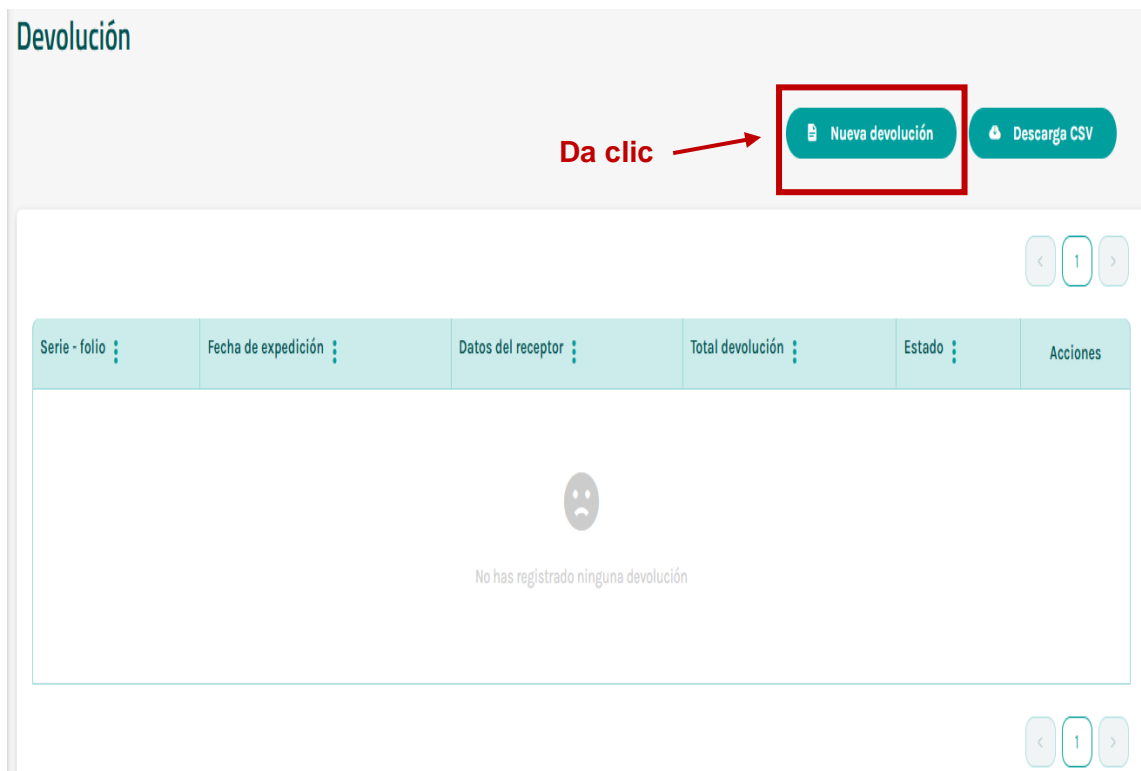 Devolución
Nueva devolución
Descarga CSV
Da clic
< 1 >
Serie - folio
Fecha de expedición
Datos del receptor
Total devolución
Estado
Acciones
No has registrado ninguna devolución
< 1 >